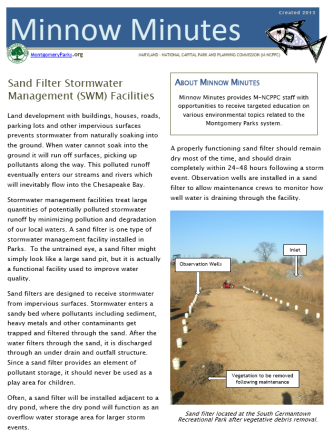 Created 2013
Minnow Minutes
MontgomeryParks.org
MARYLAND - NATIONAL CAPITAL PARK AND PLANNING COMMISSION (M-NCPPC)
Sand Filter Stormwater
Management (SWM) Facilities
Land development with buildings, houses, roads,
parking lots and other impervious surfaces
prevents stormwater from naturally soaking into
the ground. When water cannot soak into the
ground it will run off surfaces, picking up
pollutants along the way. This polluted runoff
eventually enters our streams and rivers which
will inevitably flow into the Chesapeake Bay.
Stormwater management facilities treat large
quantities of potentially polluted stormwater
runoff by minimizing pollution and degradation
of our local waters. A sand filter is one type of
stormwater management facility installed in
Parks. To the untrained eye, a sand filter might
simply look like a large sand pit, but it is actually
a functional facility used to improve water
quality.
Sand filters are designed to receive stormwater
from impervious surfaces. Stormwater enters a
sandy bed where pollutants including sediment,
heavy metals and other contaminants get
trapped and filtered through the sand. After the
water filters through the sand, it is discharged
through an under drain and outfall structure.
Since a sand filter provides an element of
pollutant storage, it should never be used as a
play area for children.
Often, a sand filter will be installed adjacent to a
dry pond, where the dry pond will function as an
overflow water storage area for larger storm
events.
ABOUT MINNOW MINUTES
Minnow Minutes provides M-NCPPC staff with
opportunities to receive targeted education on
various environmental topics related to the
Montgomery Parks system.
A properly functioning sand filter should remain
dry most of the time, and should drain
completely within 24-48 hours following a storm
event. Observation wells are installed in a sand
filter to allow maintenance crews to monitor how
well water is draining through the facility.
Inlet
Observation Wells
Vegetation to be removed
following maintenance
Sand filter located at the South Germantown
Recreational Park after vegetative debris removal.